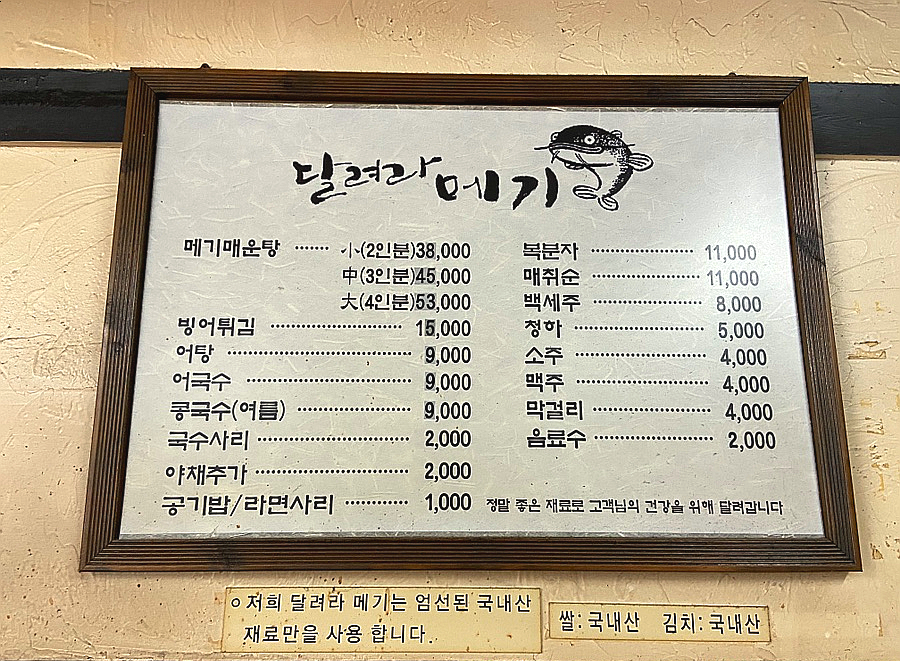 달려라 메기
메기매운탕 ······ 小(2인분)38,000
中(3인분)45,000
大(4인분)53,000
빙어튀김 ······ 15,000
어탕 ······ 9,000
어국수 ······ 9,000
콩국수(여름) ······ 9,000
국수사리 ······ 2,000
야채추가 ······ 2,000
공기밥/라면사리 ······ 1,000
복분자 ······ 11,000
매취순 ······ 11,000
백세주 ······ 8,000
청하 ······ 5,000
소주 ······ 4,000
맥주 ······ 4,000
막걸리 ······ 4,000
음료수 ······ 2,000
정말 좋은 재료로 고객님의 건강을 위해 달려갑니다
○저희 달려라 메기는 엄선된 국내산
재료만을 사용 합니다.
쌀: 국내산 김치: 국내산